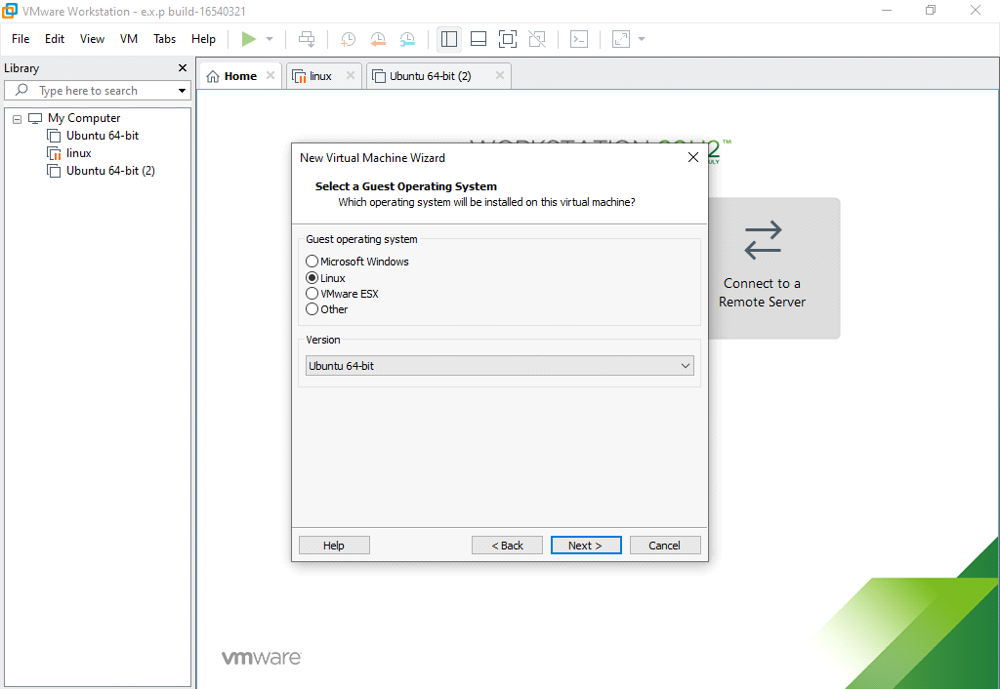 VMware Workstation - e.x.p build-16540321
File Edit View VM Tabs Help
Library
Type here to search
My Computer
Ubuntu 64-bit
linux
Ubuntu 64-bit (2)
Home
linux
Ubuntu 64-bit (2)
New Virtual Machine Wizard
Select a Guest Operating System
Which operating system will be installed on this virtual machine?
Guest operating system
Microsoft Windows
Linux
VMware ESX
Other
Version
Ubuntu 64-bit
Help
< Back
Next >
Cancel
Connect to a
Remote Server
vmware